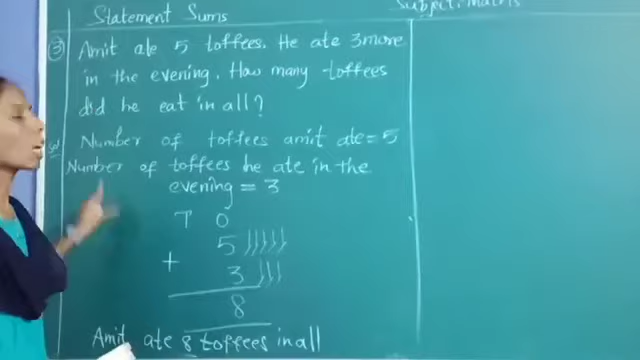 Statement Sums
Subject: Maths
③ Amit ate 5 toffees. He ate 3 more
in the evening. How many toffees
did he eat in all?
Number of toffees amit ate = 5
Number of toffees he ate in the
evening = 3
T O
5
+ 3
8
Amit ate 8 toffees in all